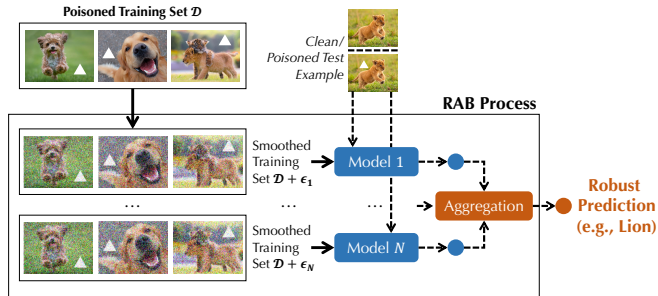 Poisoned Training Set 𝒟
Clean/
Poisoned Test
Example
RAB Process
Smoothed
Training
Set 𝒟 + ϵ₁
Model 1
...
...
...
Aggregation
Robust
Prediction
(e.g., Lion)
Smoothed
Training
Set 𝒟 + ϵ_N
Model N